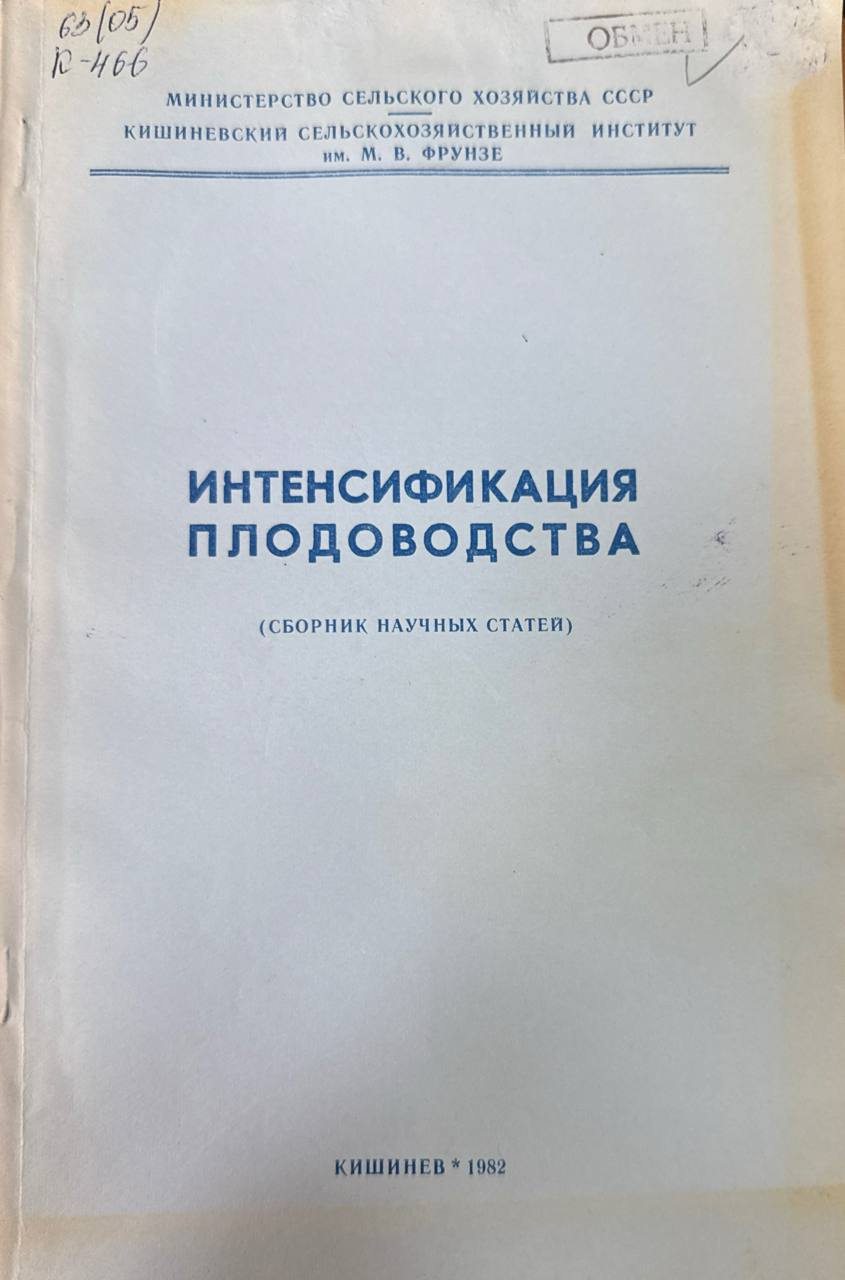 63(05)
К-466
ОБМЕН
МИНИСТЕРСТВО СЕЛЬСКОГО ХОЗЯЙСТВА СССР
КИШИНЕВСКИЙ СЕЛЬСКОХОЗЯЙСТВЕННЫЙ ИНСТИТУТ
им. М. В. ФРУНЗЕ
ИНТЕНСИФИКАЦИЯ
ПЛОДОВОДСТВА
(СБОРНИК НАУЧНЫХ СТАТЕЙ)
КИШИНЕВ * 1982